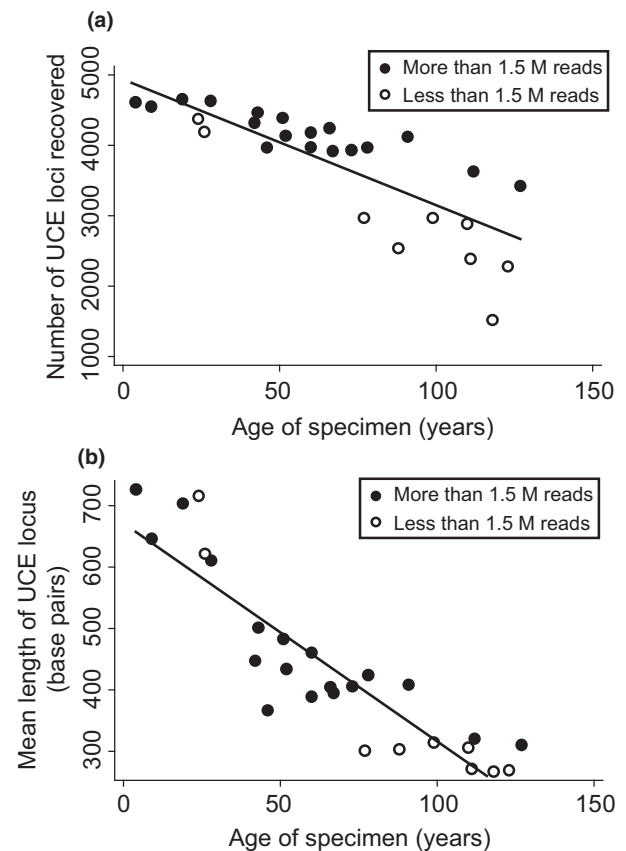 (a)
More than 1.5 M reads
Less than 1.5 M reads
Number of UCE loci recovered
5000
4000
3000
2000
1000
0
50
100
150
Age of specimen (years)
(b)
More than 1.5 M reads
Less than 1.5 M reads
Mean length of UCE locus
(base pairs)
700
600
500
400
300
0
50
100
150
Age of specimen (years)